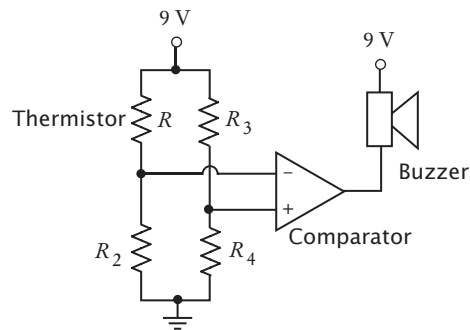 9 V
9 V
Thermistor R R3
− Buzzer
+
Comparator
R2 R4